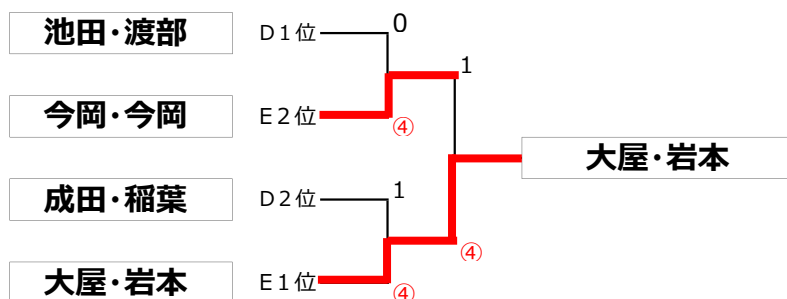 池田・渡部 D1位 0
1
今岡・今岡 E2位 ④
大屋・岩本
成田・稲葉 D2位 1
④
大屋・岩本 E1位 ④